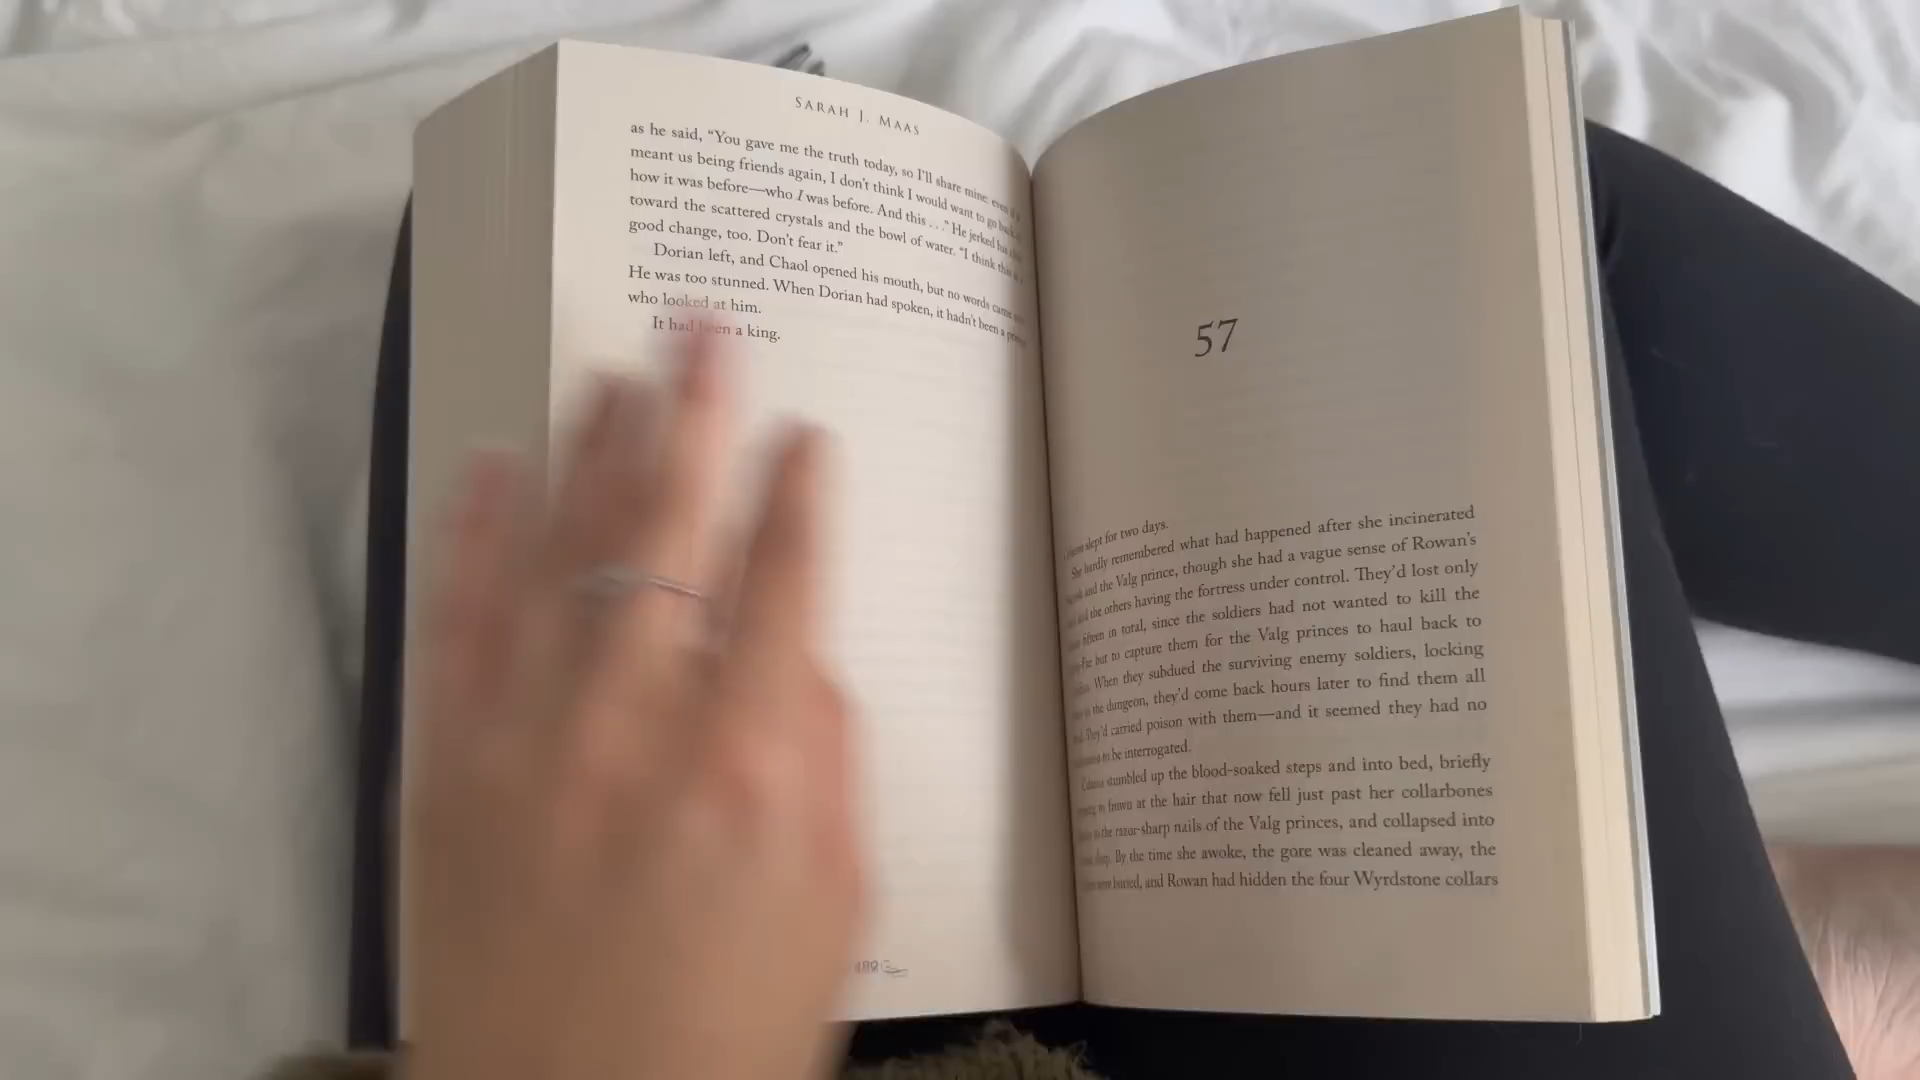 SARAH J. MAAS
as he said, “You gave me the truth today, so I’ll share mine: even if
meant us being friends again, I don’t think I would want to go back
how it was before—who I was before. And this . . .” He jerked his
toward the scattered crystals and the bowl of water. “I think this
good change, too. Don’t fear it.”
Dorian left, and Chaol opened his mouth, but no words came
He was too stunned. When Dorian had spoken, it hadn’t been a
who looked at him.
It had been a king.
57
slept for two days.
She hardly remembered what had happened after she incinerated
and the Valg prince, though she had a vague sense of Rowan’s
and the others having the fortress under control. They’d lost only
fifteen in total, since the soldiers had not wanted to kill the
but to capture them for the Valg princes to haul back to
When they subdued the surviving enemy soldiers, locking
the dungeon, they’d come back hours later to find them all
They’d carried poison with them—and it seemed they had no
to be interrogated.
stumbled up the blood-soaked steps and into bed, briefly
frown at the hair that now fell just past her collarbones
to the razor-sharp nails of the Valg princes, and collapsed into
By the time she awoke, the gore was cleaned away, the
buried, and Rowan had hidden the four Wyrdstone collars